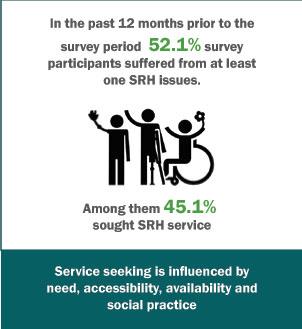 In the past 12 months prior to the
survey period 52.1% survey
participants suffered from at least
one SRH issues.
Among them 45.1%
sought SRH service
Service seeking is influenced by
need, accessibility, availability and
social practice